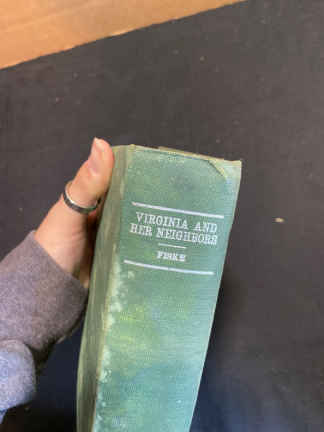 VIRGINIA AND
HER NEIGHBORS
FISKE